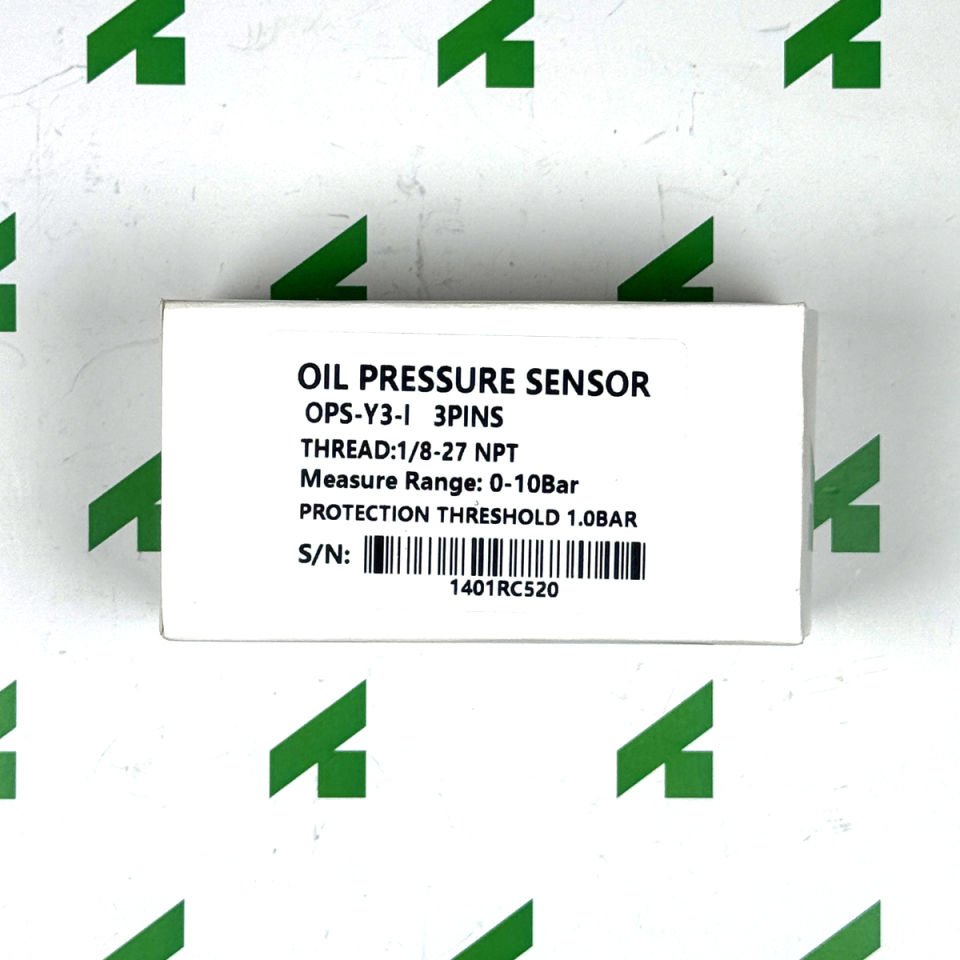 OIL PRESSURE SENSOR
OPS-Y3-I 3PINS
THREAD:1/8-27 NPT
Measure Range: 0-10Bar
PROTECTION THRESHOLD 1.0BAR
S/N:
1401RC520